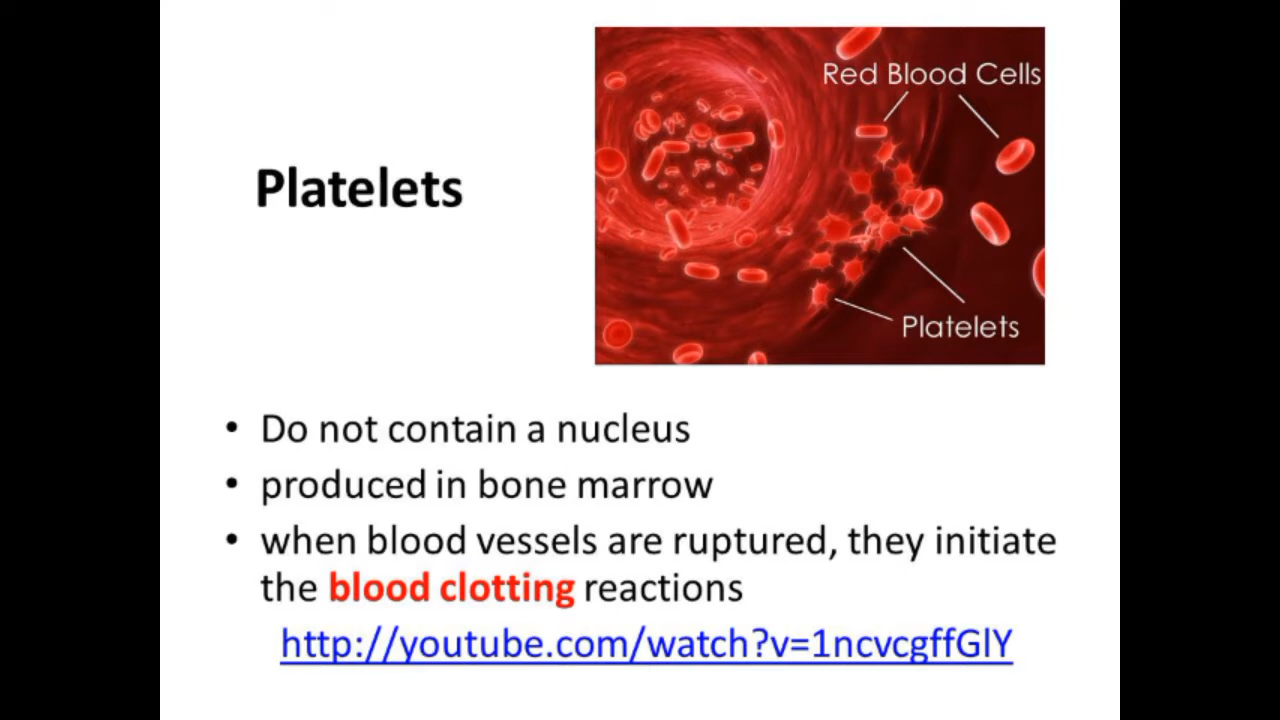 Red Blood Cells
Platelets
Platelets
• Do not contain a nucleus
• produced in bone marrow
• when blood vessels are ruptured, they initiate
the blood clotting reactions
http://youtube.com/watch?v=1ncvcgffGlY